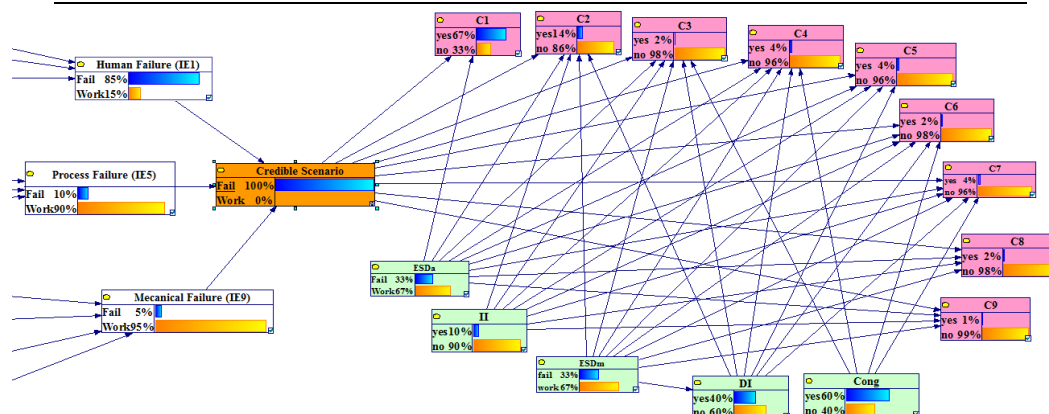 C1
yes67%
no 33%
C2
yes14%
no 86%
C3
yes 2%
no 98%
C4
yes 4%
no 96%
C5
yes 4%
no 96%
Human Failure (IE1)
Fail 85%
Work15%
C6
yes 2%
no 98%
Process Failure (IE5)
Fail 10%
Work90%
Credible Scenario
Fail 100%
Work 0%
C7
yes 4%
no 96%
C8
yes 2%
no 98%
ESDa
Fail 33%
Work67%
Mecanical Failure (IE9)
Fail 5%
Work95%
II
yes10%
no 90%
C9
yes 1%
no 99%
ESDm
fail 33%
work 67%
DI
yes40%
no 60%
Cong
yes60%
no 40%